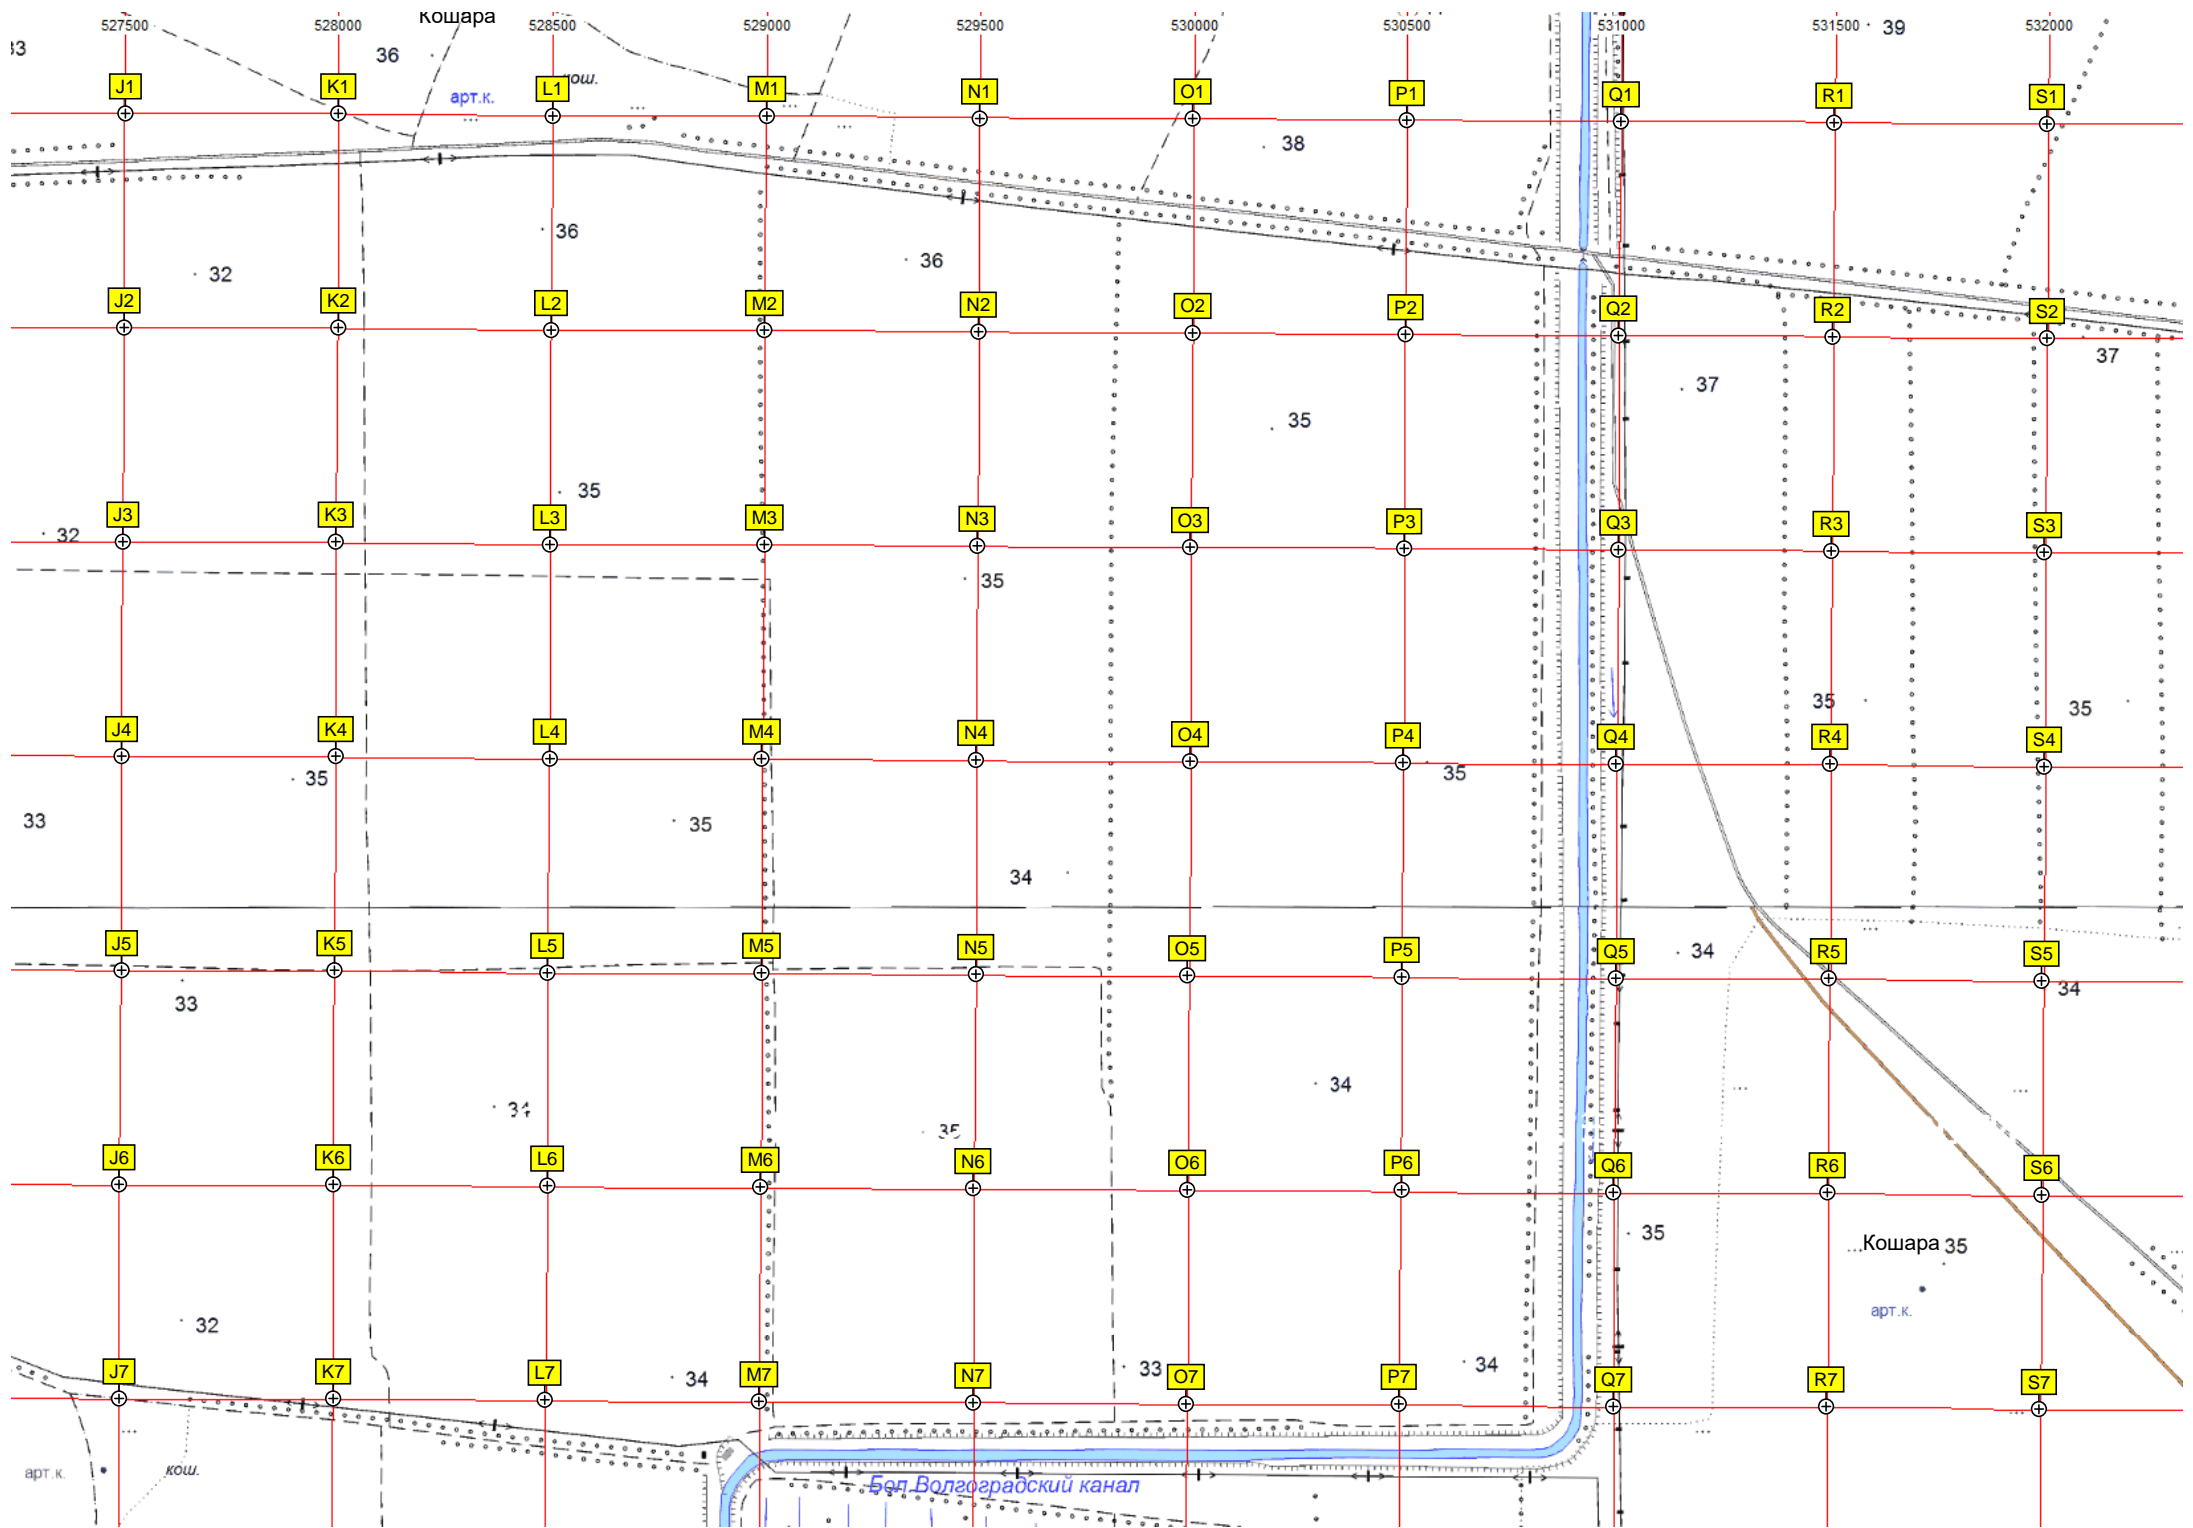 Кошара
527500 528000 528500 529000 529500 530000 530500 531000 531500 39 532000
33 36
кош.
арт.к.
J1 K1 L1 M1 N1 O1 P1 Q1 R1 S1
38
36
36
32
J2 K2 L2 M2 N2 O2 P2 Q2 R2 S2
37
37
35
35
J3 K3 L3 M3 N3 O3 P3 Q3 R3 S3
32
35
35 35
J4 K4 L4 M4 N4 O4 P4 Q4 R4 S4
35 35
33 35
34
J5 K5 L5 M5 N5 O5 P5 Q5 34 R5 S5
33 34
34
34 35
J6 K6 L6 M6 N6 O6 P6 Q6 R6 S6
35 Кошара 35
арт.к.
32
J7 K7 L7 34 M7 N7 33 O7 P7 34 Q7 R7 S7
арт.к. кош.
Бол.Волгоградский канал